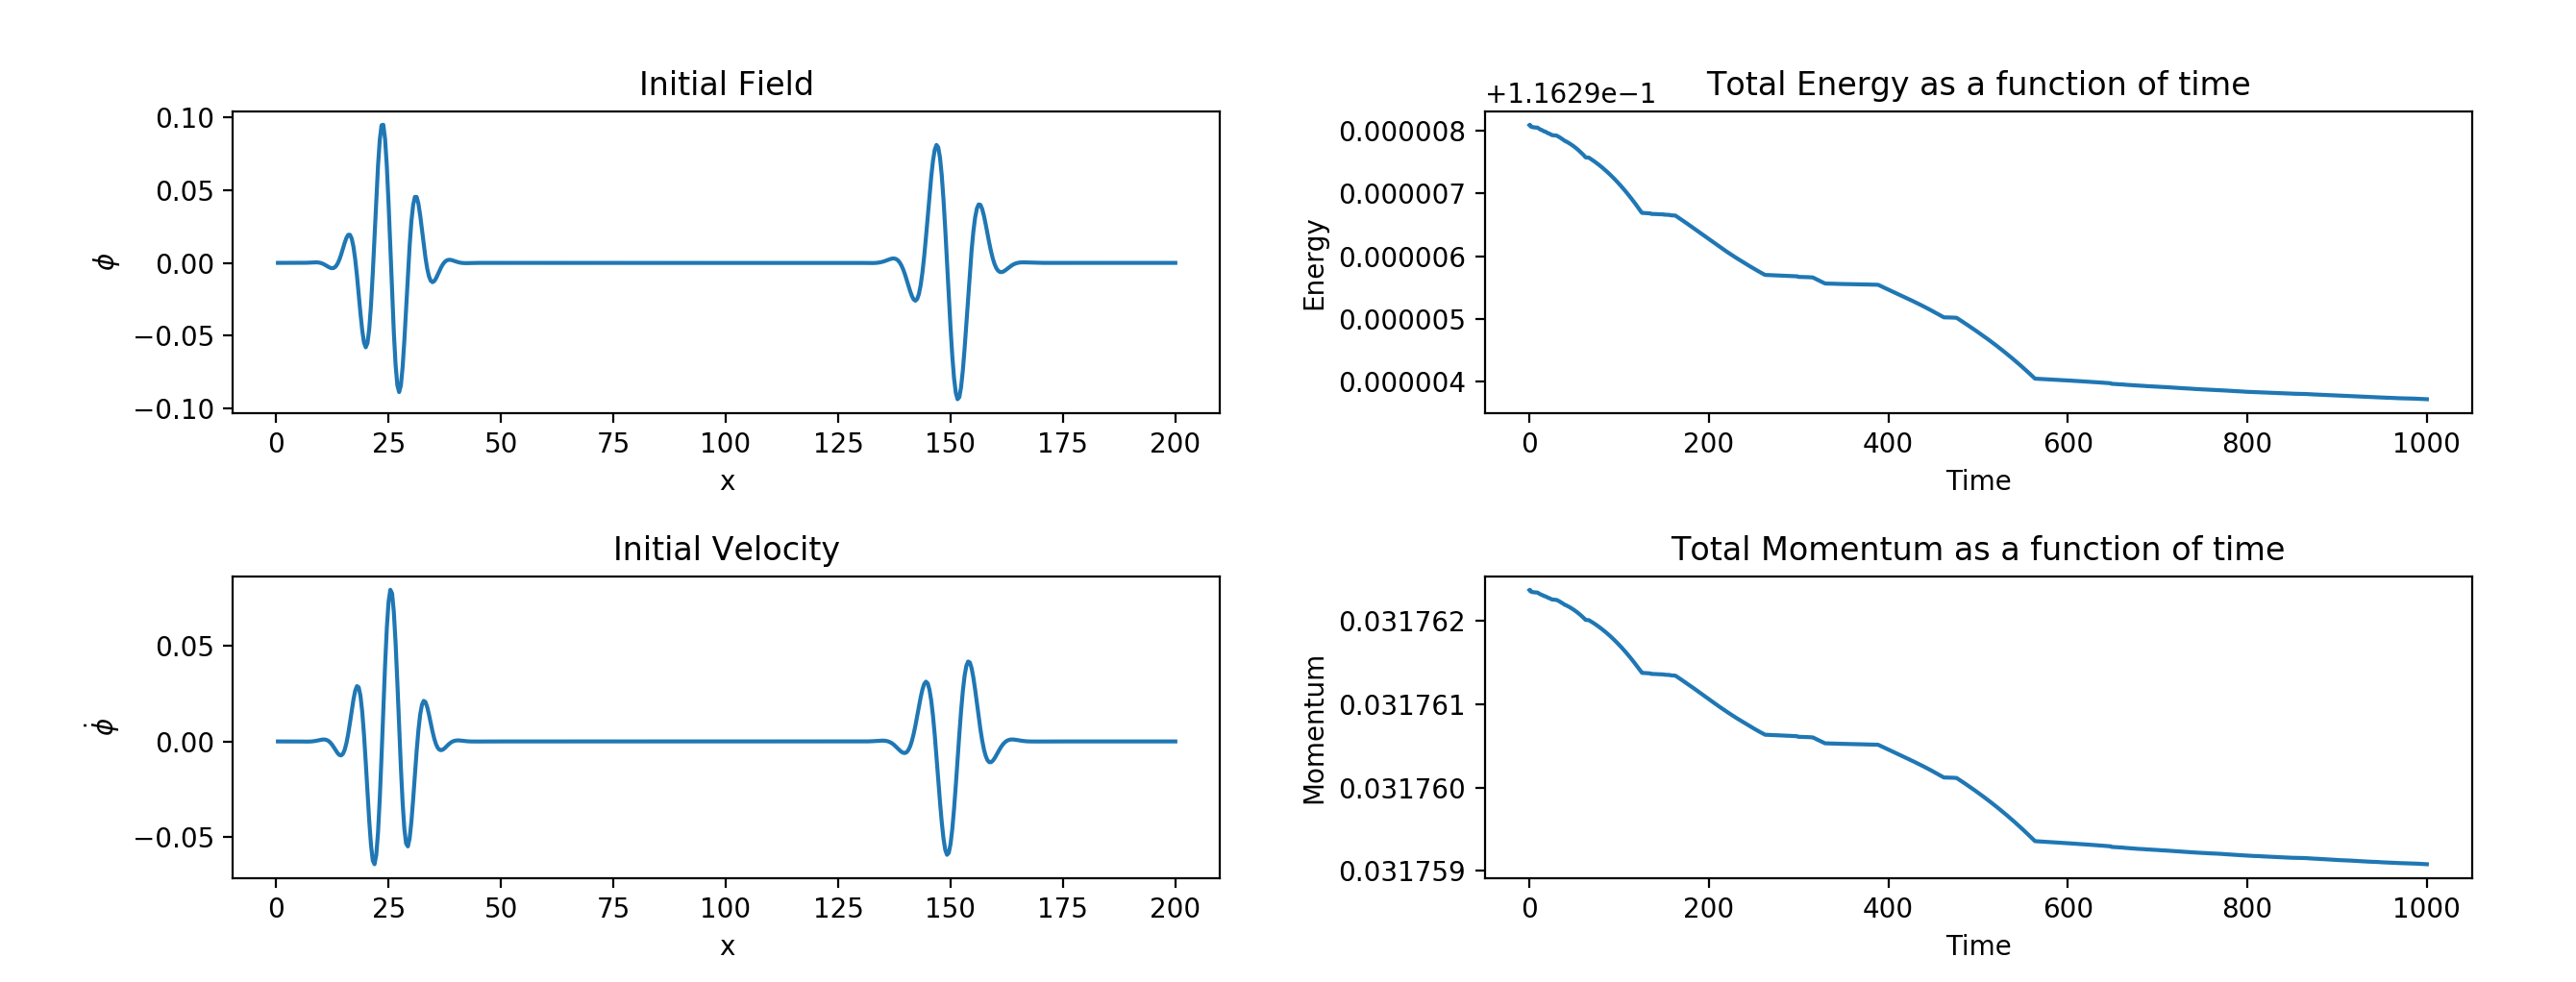 Initial Field
0.10
0.05
0.00
−0.05
−0.10
ϕ
0 25 50 75 100 125 150 175 200
x
+1.1629e−1
Total Energy as a function of time
0.000008
0.000007
0.000006
0.000005
0.000004
Energy
0 200 400 600 800 1000
Time
Initial Velocity
0.05
0.00
−0.05
ϕ̇
0 25 50 75 100 125 150 175 200
x
Total Momentum as a function of time
0.031762
0.031761
0.031760
0.031759
Momentum
0 200 400 600 800 1000
Time